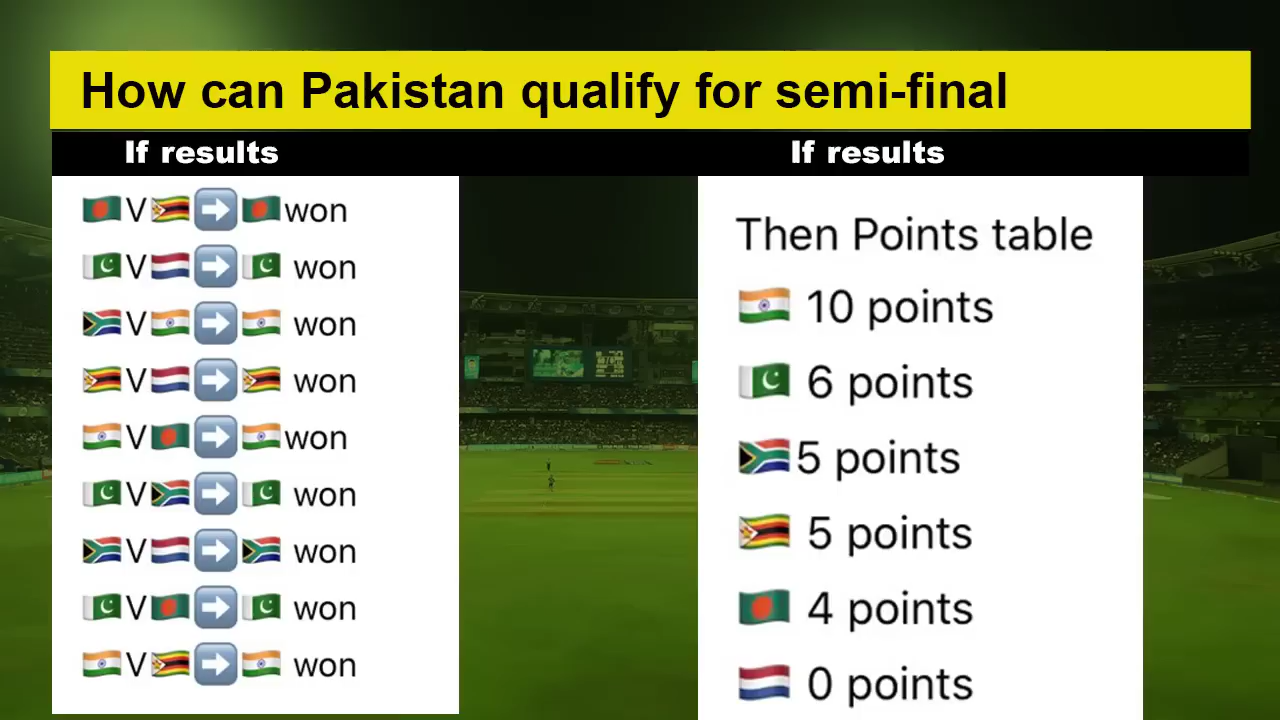 How can Pakistan qualify for semi-final
If results
🇧🇩V🇿🇼➡️🇧🇩won
🇵🇰V🇳🇱➡️🇵🇰 won
🇿🇦V🇮🇳➡️🇮🇳 won
🇿🇼V🇳🇱➡️🇿🇼 won
🇮🇳V🇧🇩➡️🇮🇳won
🇵🇰V🇿🇦➡️🇵🇰 won
🇿🇦V🇳🇱➡️🇿🇦 won
🇵🇰V🇧🇩➡️🇵🇰 won
🇮🇳V🇿🇼➡️🇮🇳 won
If results
Then Points table
🇮🇳 10 points
🇵🇰 6 points
🇿🇦5 points
🇿🇼 5 points
🇧🇩 4 points
🇳🇱 0 points